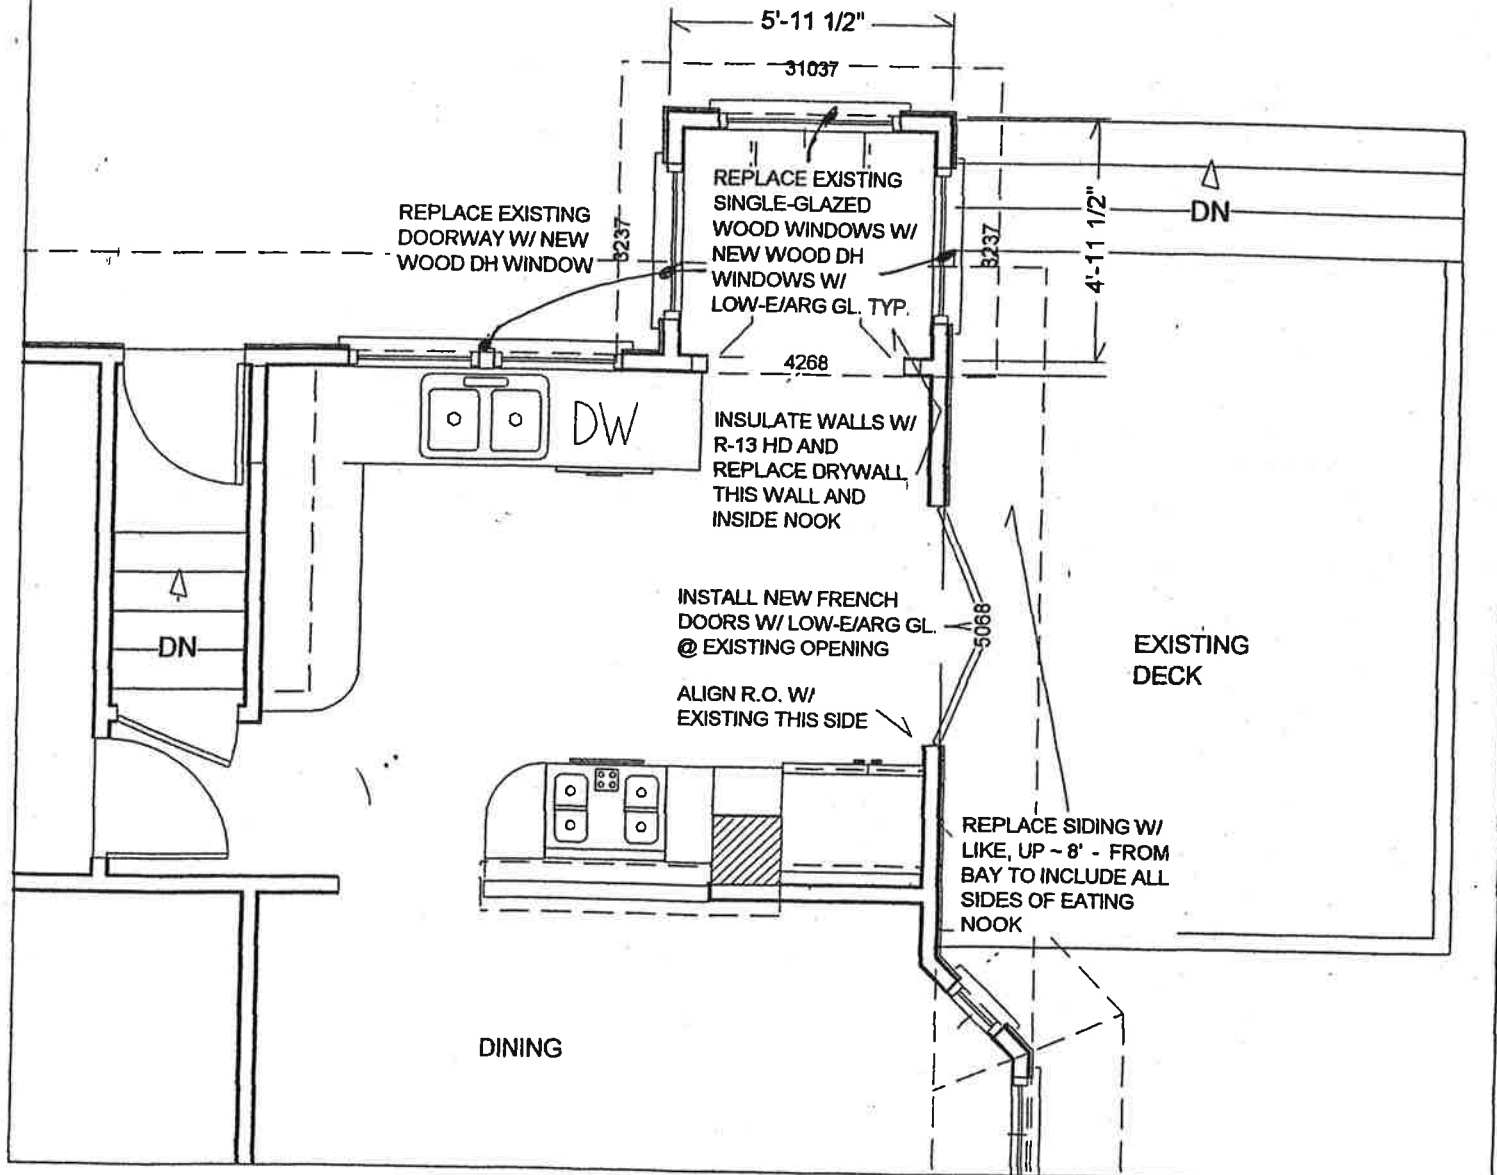 5'-11 1/2"
31037
REPLACE EXISTING
SINGLE-GLAZED
WOOD WINDOWS W/
NEW WOOD DH
WINDOWS W/
LOW-E/ARG GL. TYP.
REPLACE EXISTING
DOORWAY W/ NEW
WOOD DH WINDOW
3237
3237
4'-11 1/2"
DN
4268
DW
INSULATE WALLS W/
R-13 HD AND
REPLACE DRYWALL
THIS WALL AND
INSIDE NOOK
INSTALL NEW FRENCH
DOORS W/ LOW-E/ARG GL.
@ EXISTING OPENING
5068
DN
EXISTING
DECK
ALIGN R.O. W/
EXISTING THIS SIDE
REPLACE SIDING W/
LIKE, UP ~ 8' - FROM
BAY TO INCLUDE ALL
SIDES OF EATING
NOOK
DINING